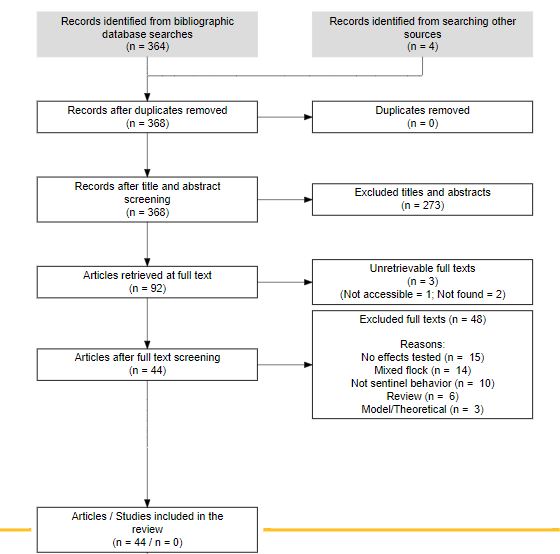 Records identified from bibliographic
database searches
(n = 364)
Records identified from searching other
sources
(n = 4)
Records after duplicates removed
(n = 368)
Duplicates removed
(n = 0)
Records after title and abstract
screening
(n = 368)
Excluded titles and abstracts
(n = 273)
Articles retrieved at full text
(n = 92)
Unretrievable full texts
(n = 3)
(Not accessible = 1; Not found = 2)
Articles after full text screening
(n = 44)
Excluded full texts (n = 48)
Reasons:
No effects tested (n = 15)
Mixed flock (n = 14)
Not sentinel behavior (n = 10)
Review (n = 6)
Model/Theoretical (n = 3)
Articles / Studies included in the
review
(n = 44 / n = 0)